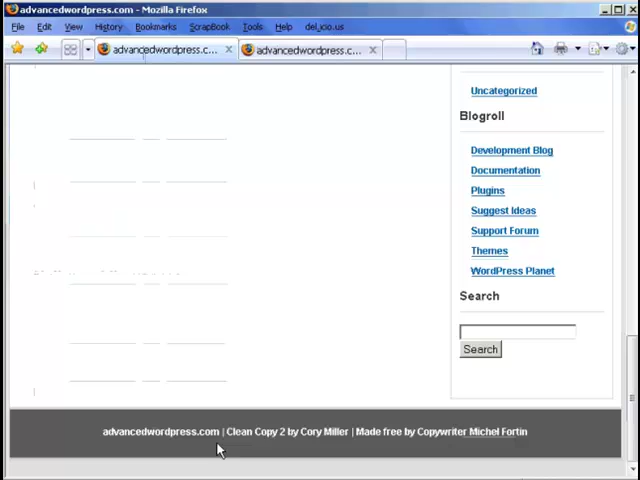 advancedwordpress.com - Mozilla Firefox
File Edit View History Bookmarks ScrapBook Tools Help del.icio.us
advancedwordpress.c... advancedwordpress.c...
Uncategorized
Blogroll
Development Blog
Documentation
Plugins
Suggest Ideas
Support Forum
Themes
WordPress Planet
Search
Search
advancedwordpress.com | Clean Copy 2 by Cory Miller | Made free by Copywriter Michel Fortin